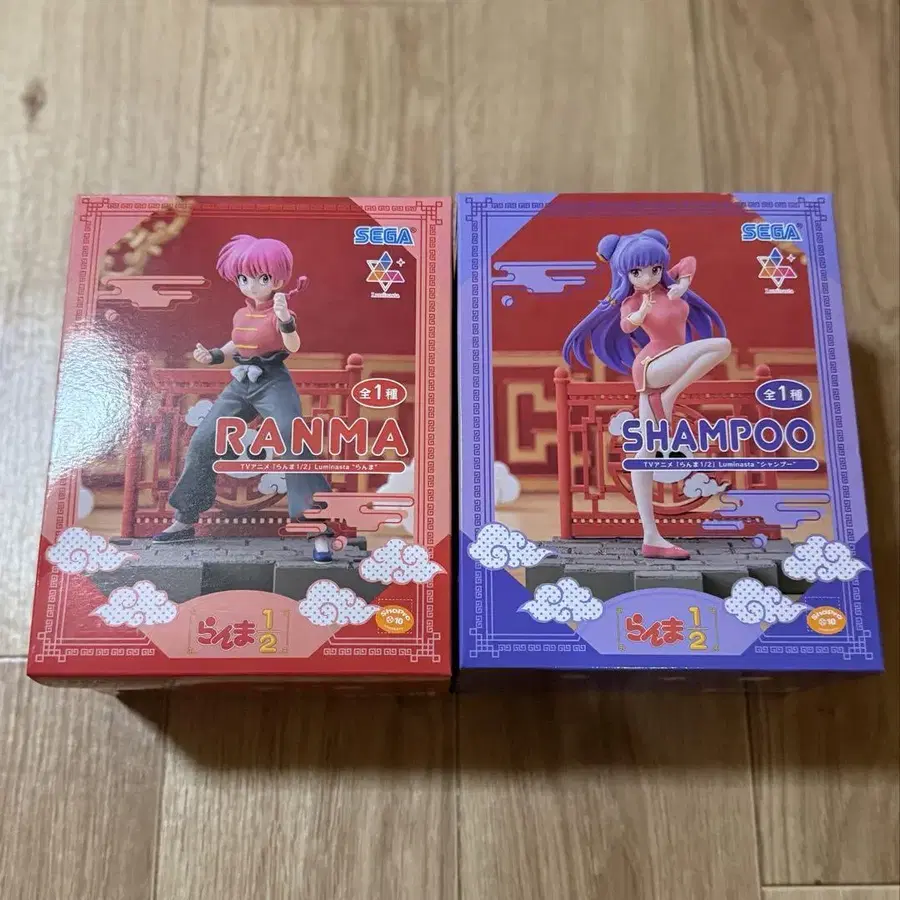 SEGA®
Luminasta
全1種
RANMA
TVアニメ「らんま1/2」Luminasta "らんま"
らんま1/2
ShoPro
SEGA®
Luminasta
全1種
SHAMPOO
TVアニメ「らんま1/2」Luminasta "シャンプー"
らんま1/2
ShoPro